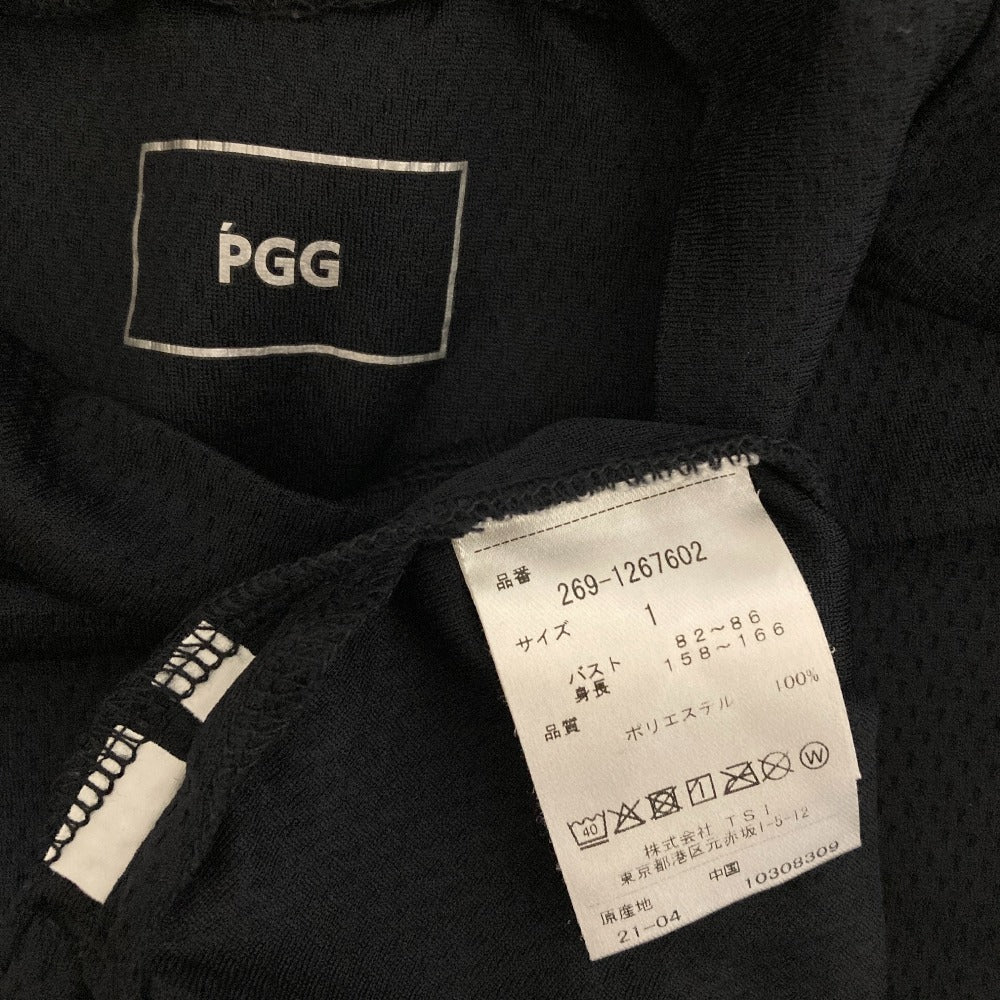 ṔGG
品番 269-1267602
サイズ 1
バスト 82～86
身長 158～166
品質 ポリエステル 100%
40 1 W
株式会社 TSI
東京都港区元赤坂1-5-12
原産地 中国
21-04 10308309